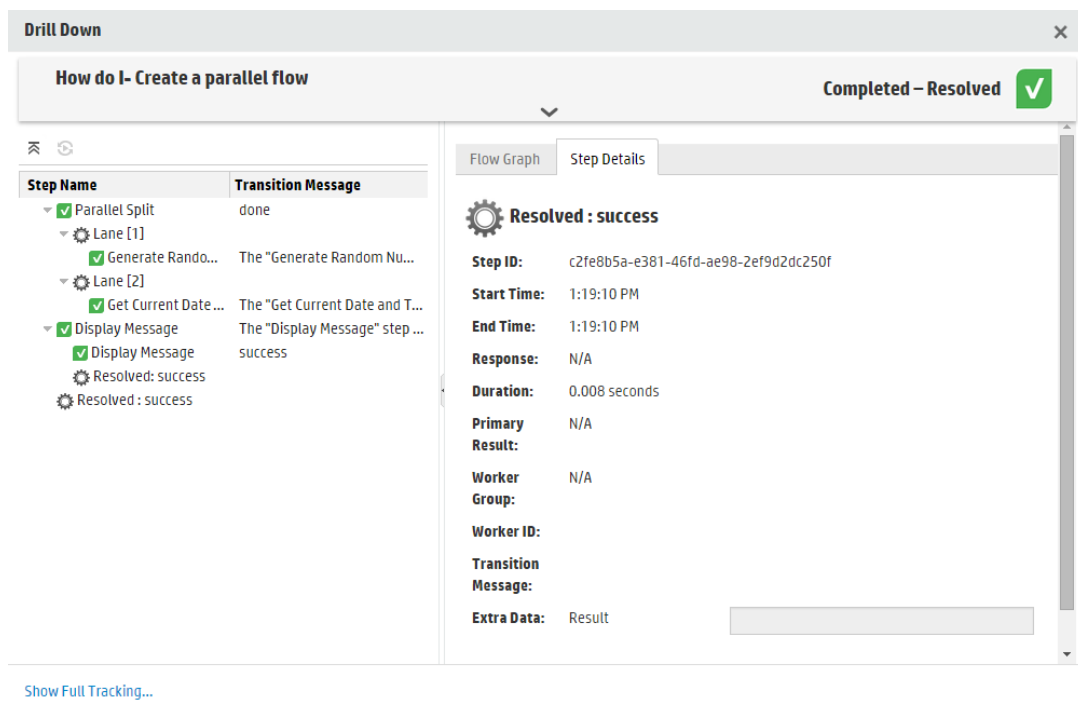 Drill Down
How do I- Create a parallel flow
Completed – Resolved
Step Name Transition Message
Parallel Split done
Lane [1]
Generate Rando... The "Generate Random Nu...
Lane [2]
Get Current Date ... The "Get Current Date and T...
Display Message The "Display Message" step ...
Display Message success
Resolved: success
Resolved : success
Flow Graph Step Details
Resolved : success
Step ID: c2fe8b5a-e381-46fd-ae98-2ef9d2dc250f
Start Time: 1:19:10 PM
End Time: 1:19:10 PM
Response: N/A
Duration: 0.008 seconds
Primary N/A
Result:
Worker N/A
Group:
Worker ID:
Transition
Message:
Extra Data: Result
Show Full Tracking...